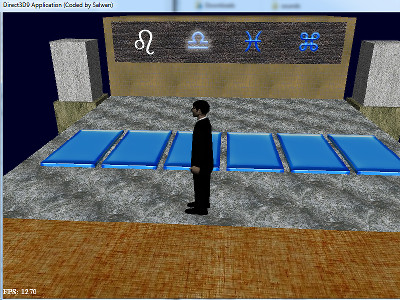 Direct3D9 Application (Coded by Salwan)
♌ ♎ ♓ ⌘
FPS: 1270